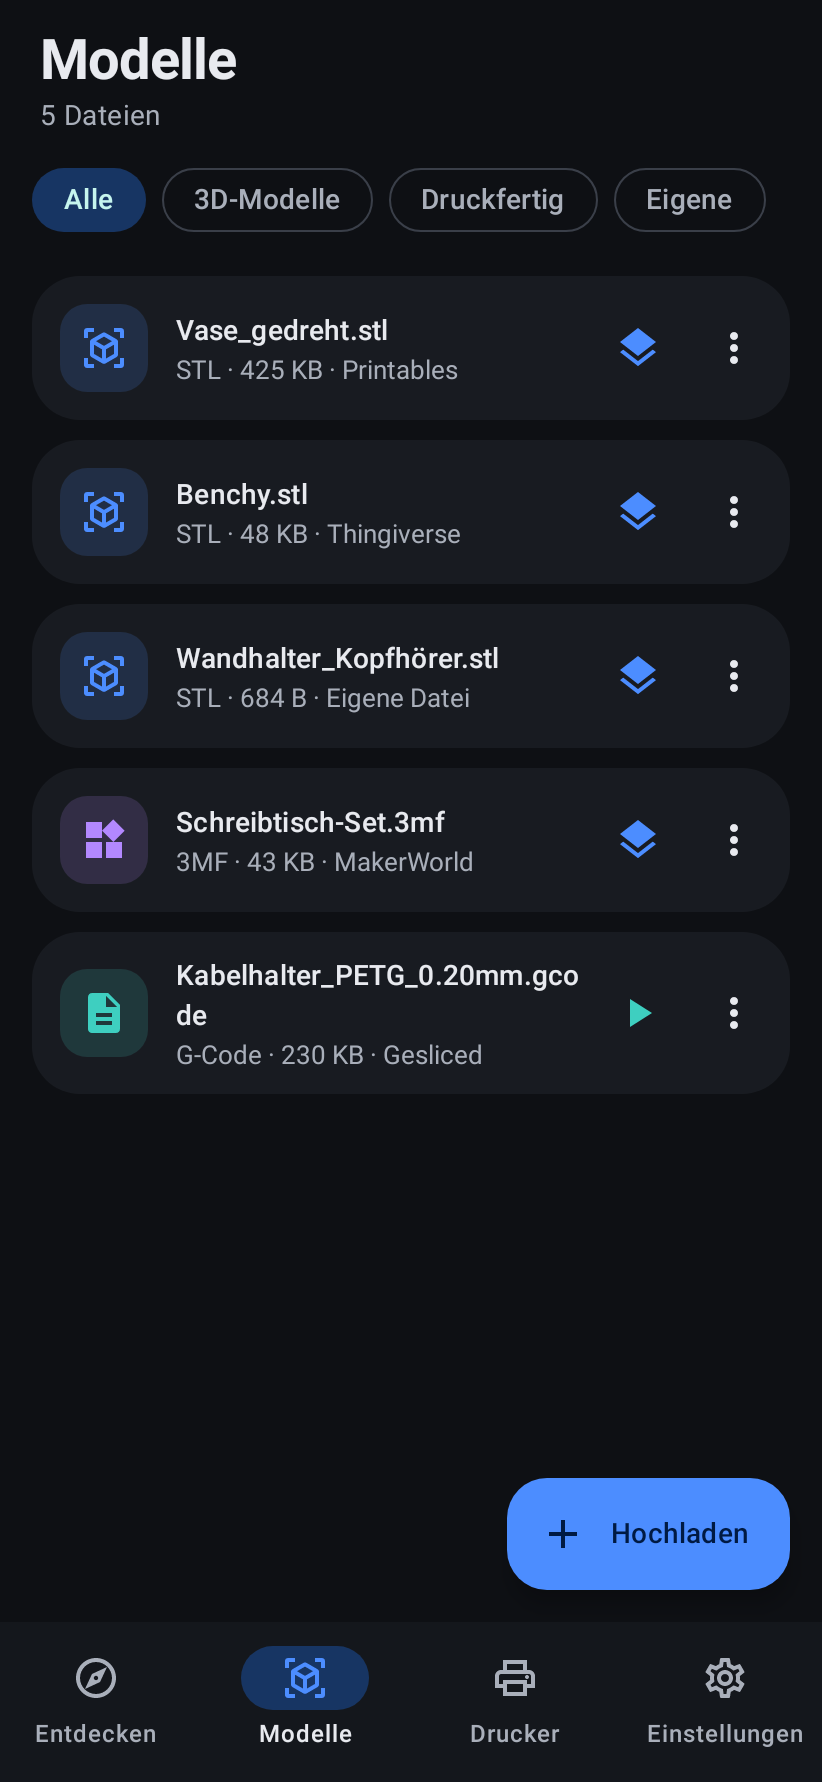 Modelle
5 Dateien
Alle
3D-Modelle
Druckfertig
Eigene
Vase_gedreht.stl
STL · 425 KB · Printables
Benchy.stl
STL · 48 KB · Thingiverse
Wandhalter_Kopfhörer.stl
STL · 684 B · Eigene Datei
Schreibtisch-Set.3mf
3MF · 43 KB · MakerWorld
Kabelhalter_PETG_0.20mm.gco
de
G-Code · 230 KB · Gesliced
Hochladen
Entdecken
Modelle
Drucker
Einstellungen